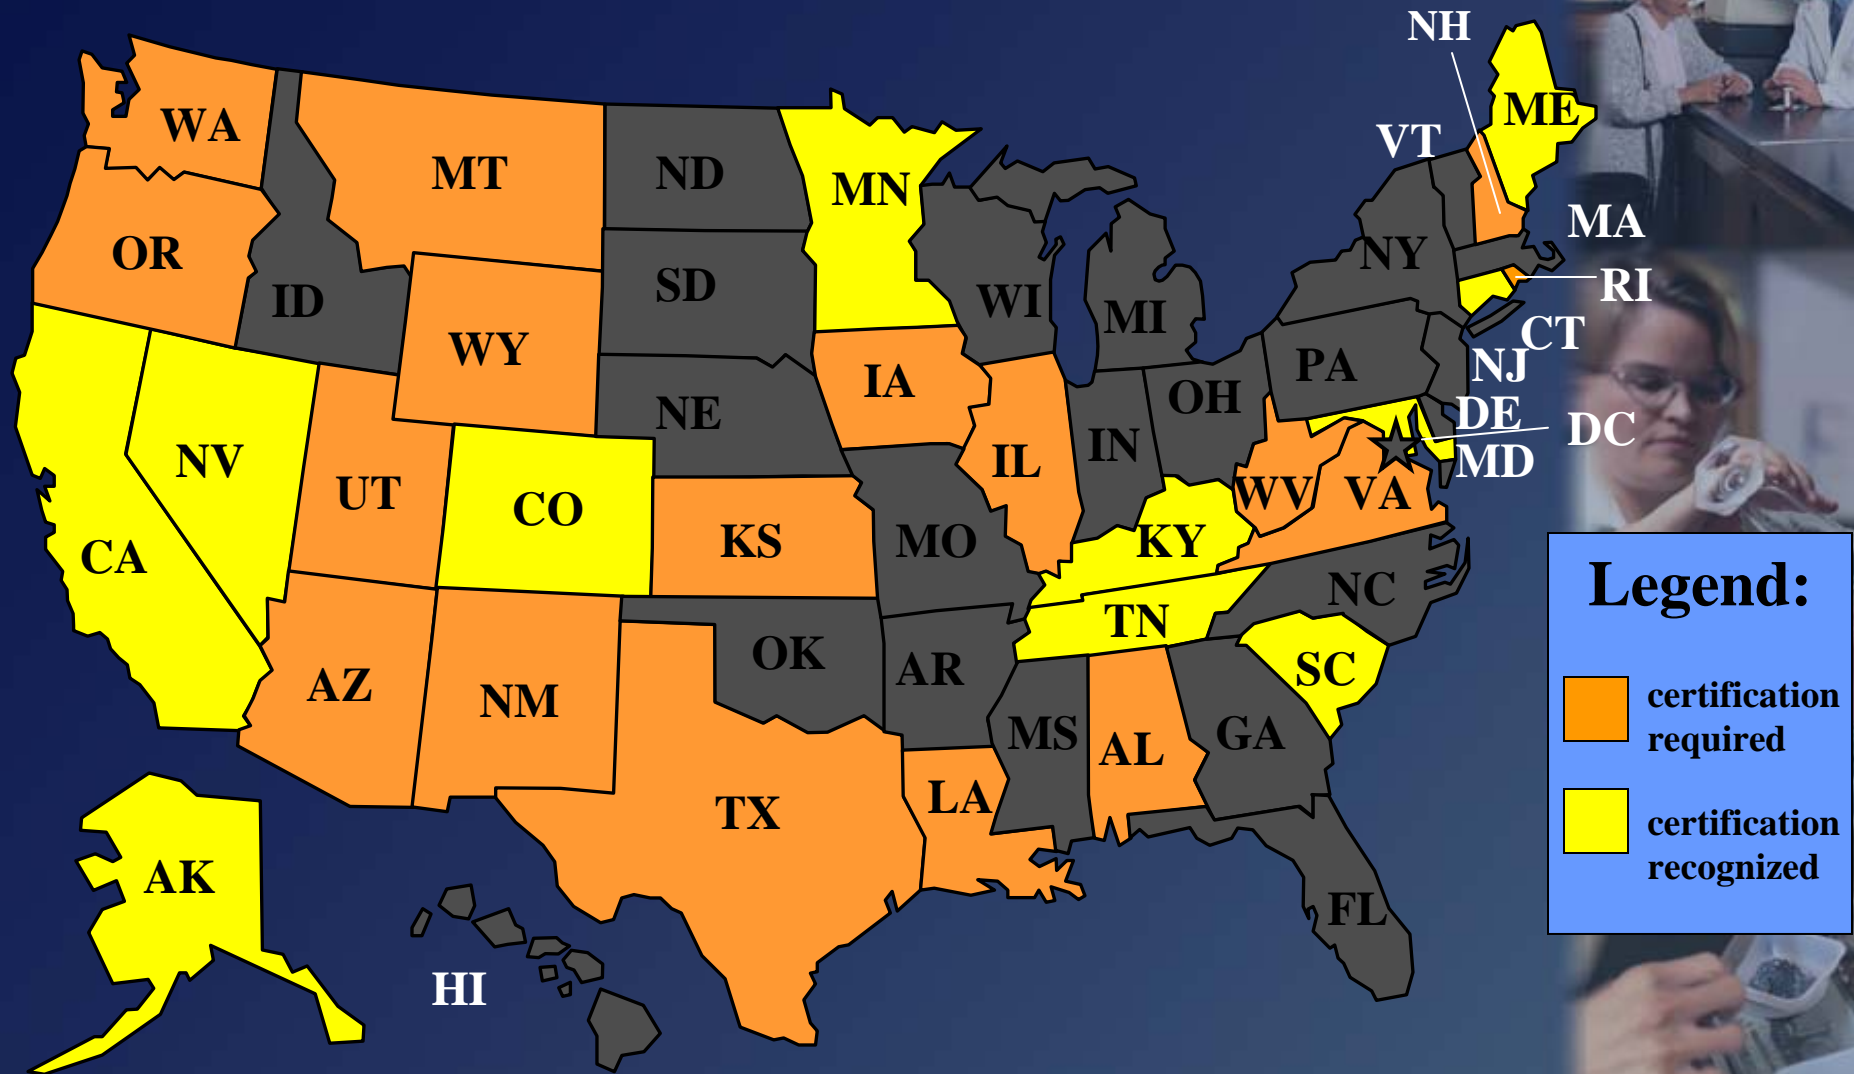 NH
ME
WA
VT
MT
ND
MN
MA
OR
NY
ID
SD
WI
MI
RI
WY
CT
IA
PA
NJ
NE
OH
DE
DC
NV
UT
CO
IL
IN
MD
WV
VA
CA
KS
MO
KY
NC
TN
OK
AR
SC
AZ
NM
MS
AL
GA
TX
LA
AK
FL
HI
Legend:
certification
required
certification
recognized